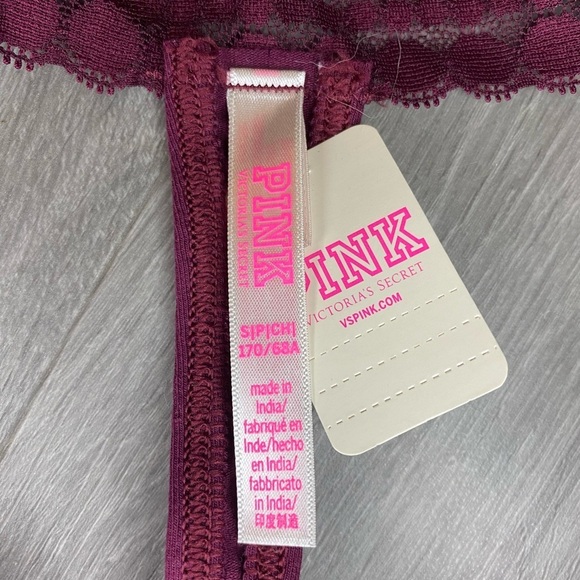 PINK
VICTORIA'S SECRET
S|P|CH|
170/68A
made in
India/
fabriqué en
Inde/hecho
en India/
fabbricato
in India/
印度制造
PINK
VICTORIA'S SECRET
VSPINK.COM